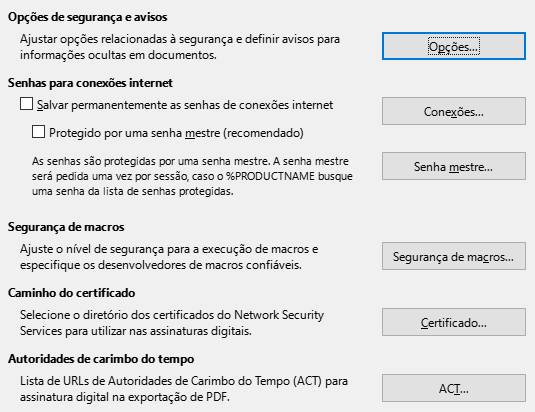 Opções de segurança e avisos
Ajustar opções relacionadas à segurança e definir avisos para
informações ocultas em documentos.
Opções...
Senhas para conexões internet
Salvar permanentemente as senhas de conexões internet
Conexões...
Protegido por uma senha mestre (recomendado)
As senhas são protegidas por uma senha mestre. A senha mestre
será pedida uma vez por sessão, caso o %PRODUCTNAME busque
uma senha da lista de senhas protegidas.
Senha mestre...
Segurança de macros
Ajuste o nível de segurança para a execução de macros e
especifique os desenvolvedores de macros confiáveis.
Segurança de macros...
Caminho do certificado
Selecione o diretório dos certificados do Network Security
Services para utilizar nas assinaturas digitais.
Certificado...
Autoridades de carimbo do tempo
Lista de URLs de Autoridades de Carimbo do Tempo (ACT) para
assinatura digital na exportação de PDF.
ACT...